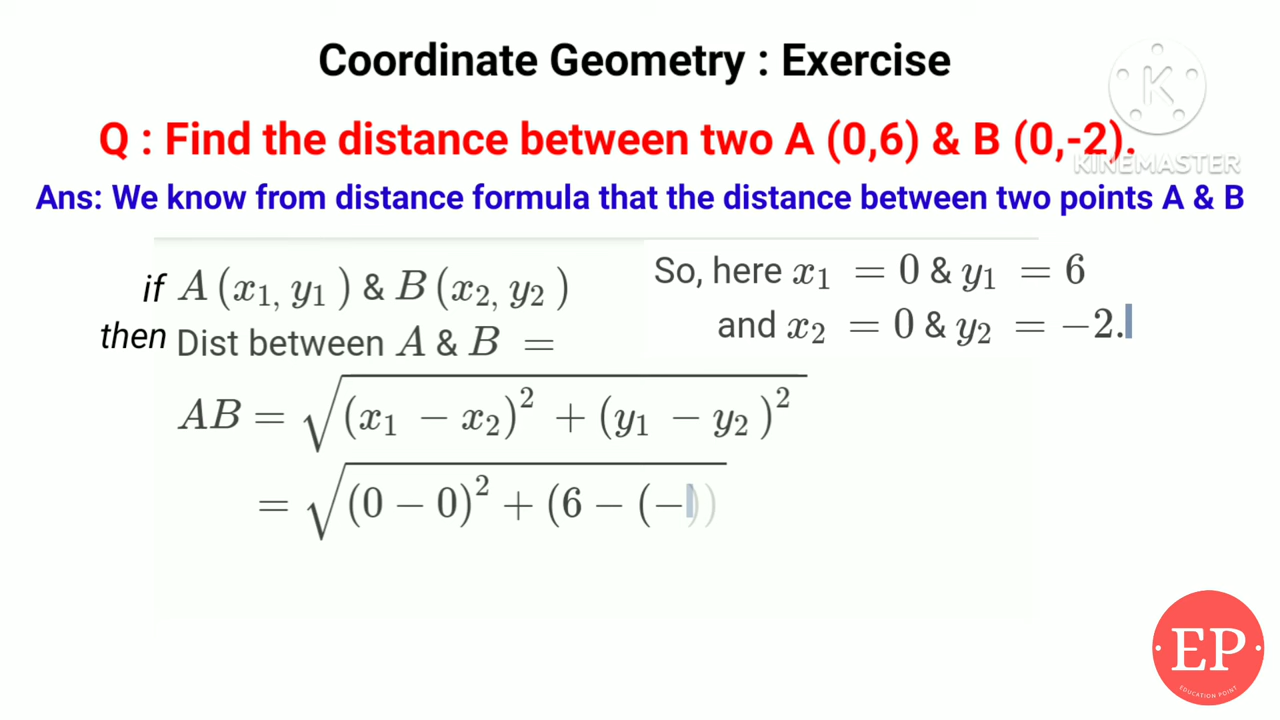 Coordinate Geometry : Exercise
K
KINEMASTER
Q : Find the distance between two A (0,6) & B (0,-2).
Ans: We know from distance formula that the distance between two points A & B
if A (x₁, y₁ ) & B (x₂, y₂ )
then Dist between A & B =
So, here x₁ = 0 & y₁ = 6
and x₂ = 0 & y₂ = −2.
AB = √((x₁ − x₂)² + (y₁ − y₂ )²)
= √(0 − 0)² + (6 − (−))
EP
EDUCATION POINT